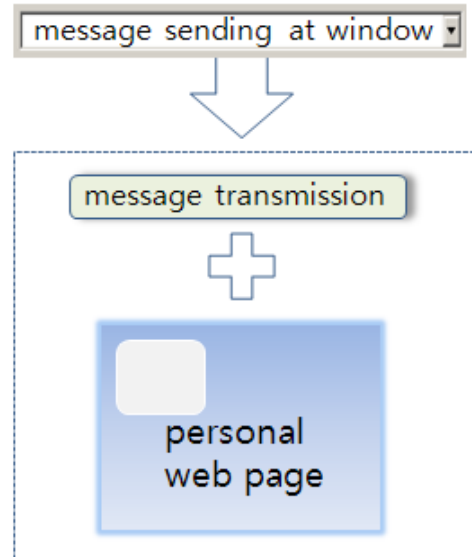 message sending at window
message transmission
personal
web page